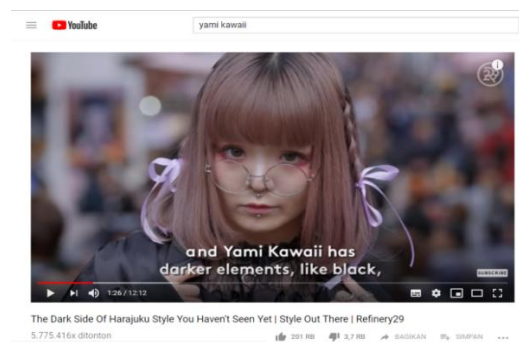 YouTube
yami kawaii
R29
and Yami Kawaii has
darker elements, like black,
SUBSCRIBE
1:26 / 12:12
The Dark Side Of Harajuku Style You Haven't Seen Yet | Style Out There | Refinery29
5.775.416x ditonton
201 RB
3,7 RB
BAGIKAN
SIMPAN